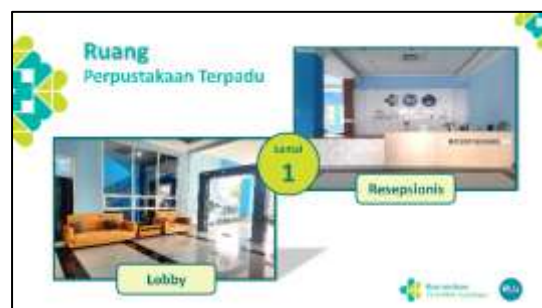 Ruang
Perpustakaan Terpadu
Lantai
1
Resepsionis
Lobby